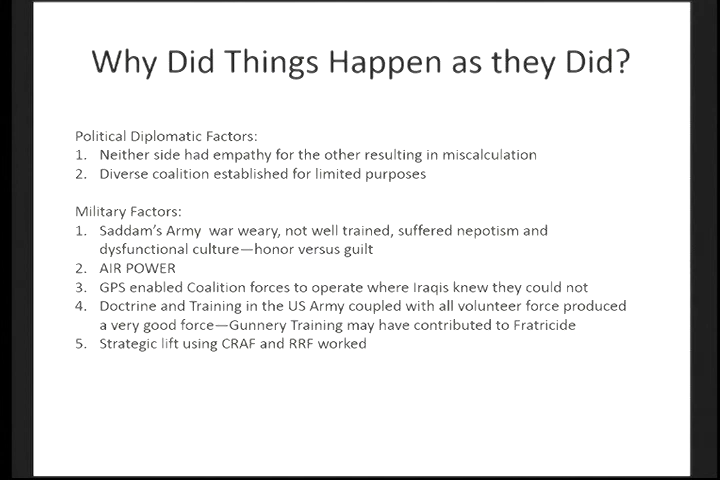 Why Did Things Happen as they Did?
Political Diplomatic Factors:
1. Neither side had empathy for the other resulting in miscalculation
2. Diverse coalition established for limited purposes
Military Factors:
1. Saddam's Army war weary, not well trained, suffered nepotism and
dysfunctional culture—honor versus guilt
2. AIR POWER
3. GPS enabled Coalition forces to operate where Iraqis knew they could not
4. Doctrine and Training in the US Army coupled with all volunteer force produced
a very good force—Gunnery Training may have contributed to Fratricide
5. Strategic lift using CRAF and RRF worked